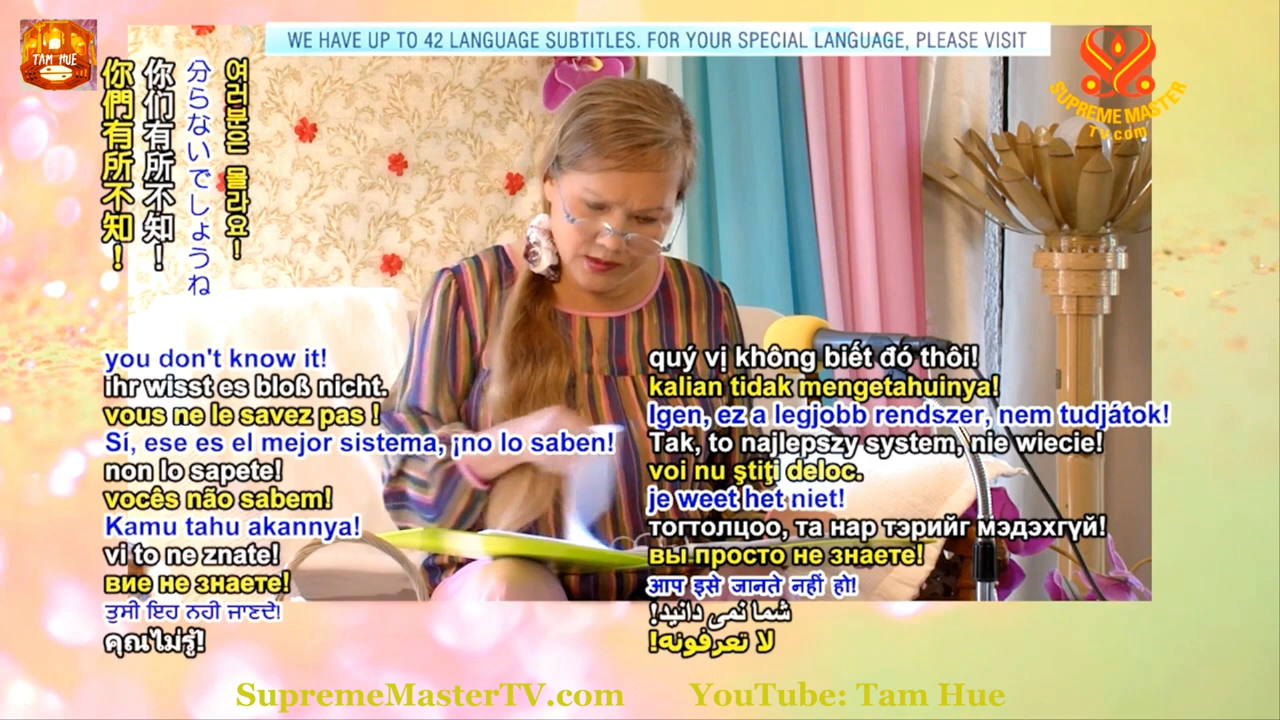 WE HAVE UP TO 42 LANGUAGE SUBTITLES. FOR YOUR SPECIAL LANGUAGE, PLEASE VISIT
TAM HUE
SUPREME MASTER
TV.com
你們有所不知！
你们有所不知！
分らないでしょうね
여러분은 몰라요!
you don't know it!
ihr wisst es bloß nicht.
vous ne le savez pas !
Sí, ese es el mejor sistema, ¡no lo saben!
non lo sapete!
vocês não sabem!
Kamu tahu akannya!
vi to ne znate!
вие не знаете!
ਤੁਸੀ ਇਹ ਨਹੀ ਜਾਣਦੇ!
คุณไม่รู้!
quý vị không biết đó thôi!
kalian tidak mengetahuinya!
Igen, ez a legjobb rendszer, nem tudjátok!
Tak, to najlepszy system, nie wiecie!
voi nu ştiţi deloc.
je weet het niet!
тогтолцоо, та нар тэрийг мэдэхгүй!
вы просто не знаете!
आप इसे जानते नहीं हो!
شما نمی دانید!
لا تعرفونه!
SupremeMasterTV.com
YouTube: Tam Hue